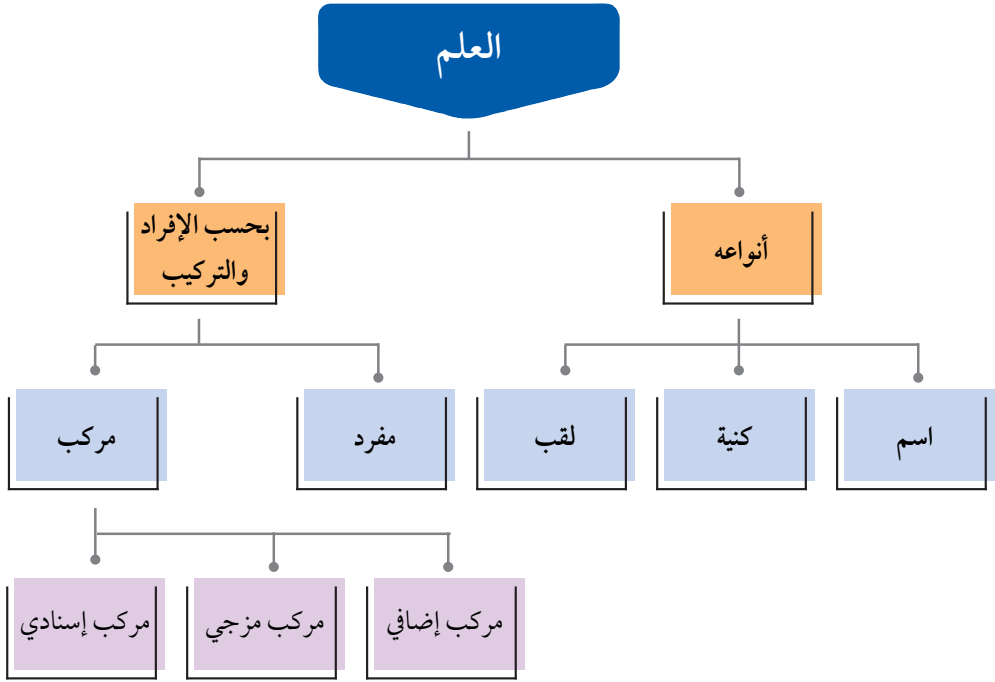 العلم
أنواعه
بحسب الإفراد
والتركيب
اسم
كنية
لقب
مفرد
مركب
مركب إضافي
مركب مزجي
مركب إسنادي